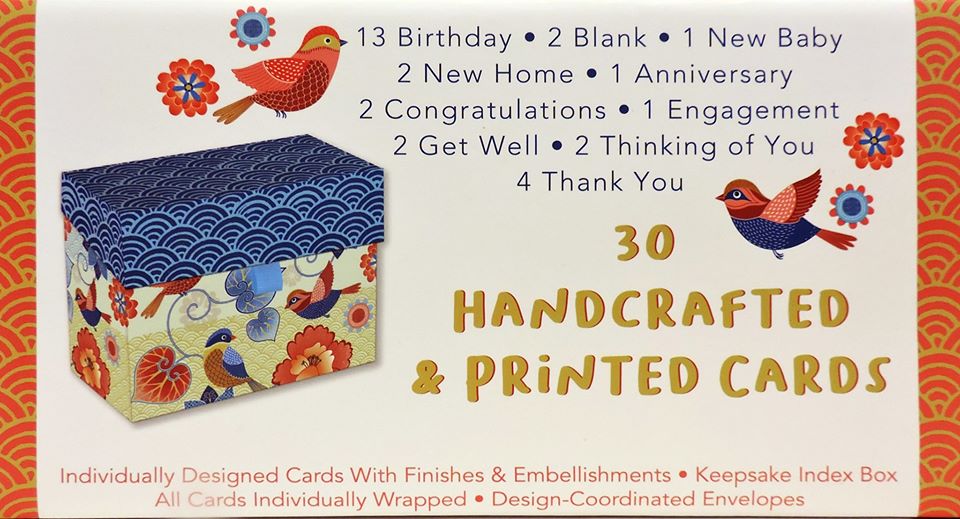 13 Birthday • 2 Blank • 1 New Baby
2 New Home • 1 Anniversary
2 Congratulations • 1 Engagement
2 Get Well • 2 Thinking of You
4 Thank You
30
HANDCRAFTED
& PRiNTED CARDS
Individually Designed Cards With Finishes & Embellishments • Keepsake Index Box
All Cards Individually Wrapped • Design-Coordinated Envelopes